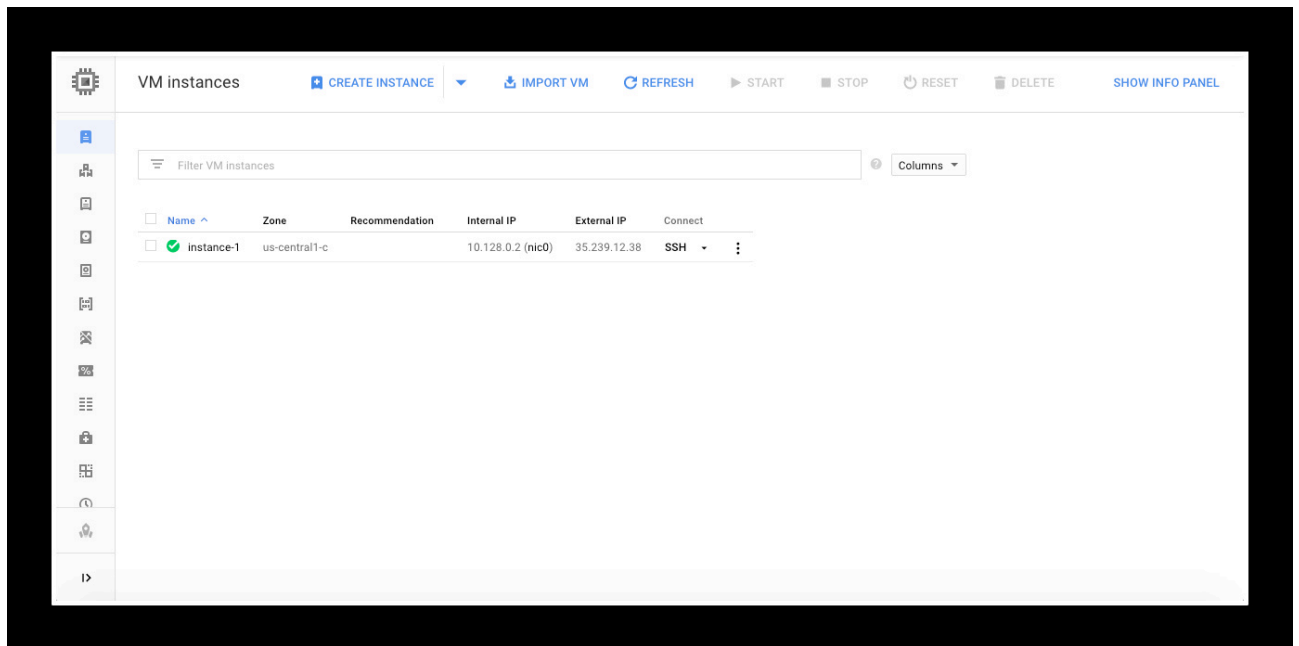 VM instances CREATE INSTANCE IMPORT VM REFRESH START STOP RESET DELETE SHOW INFO PANEL
Filter VM instances Columns
Name Zone Recommendation Internal IP External IP Connect
instance-1 us-central1-c 10.128.0.2 (nic0) 35.239.12.38 SSH